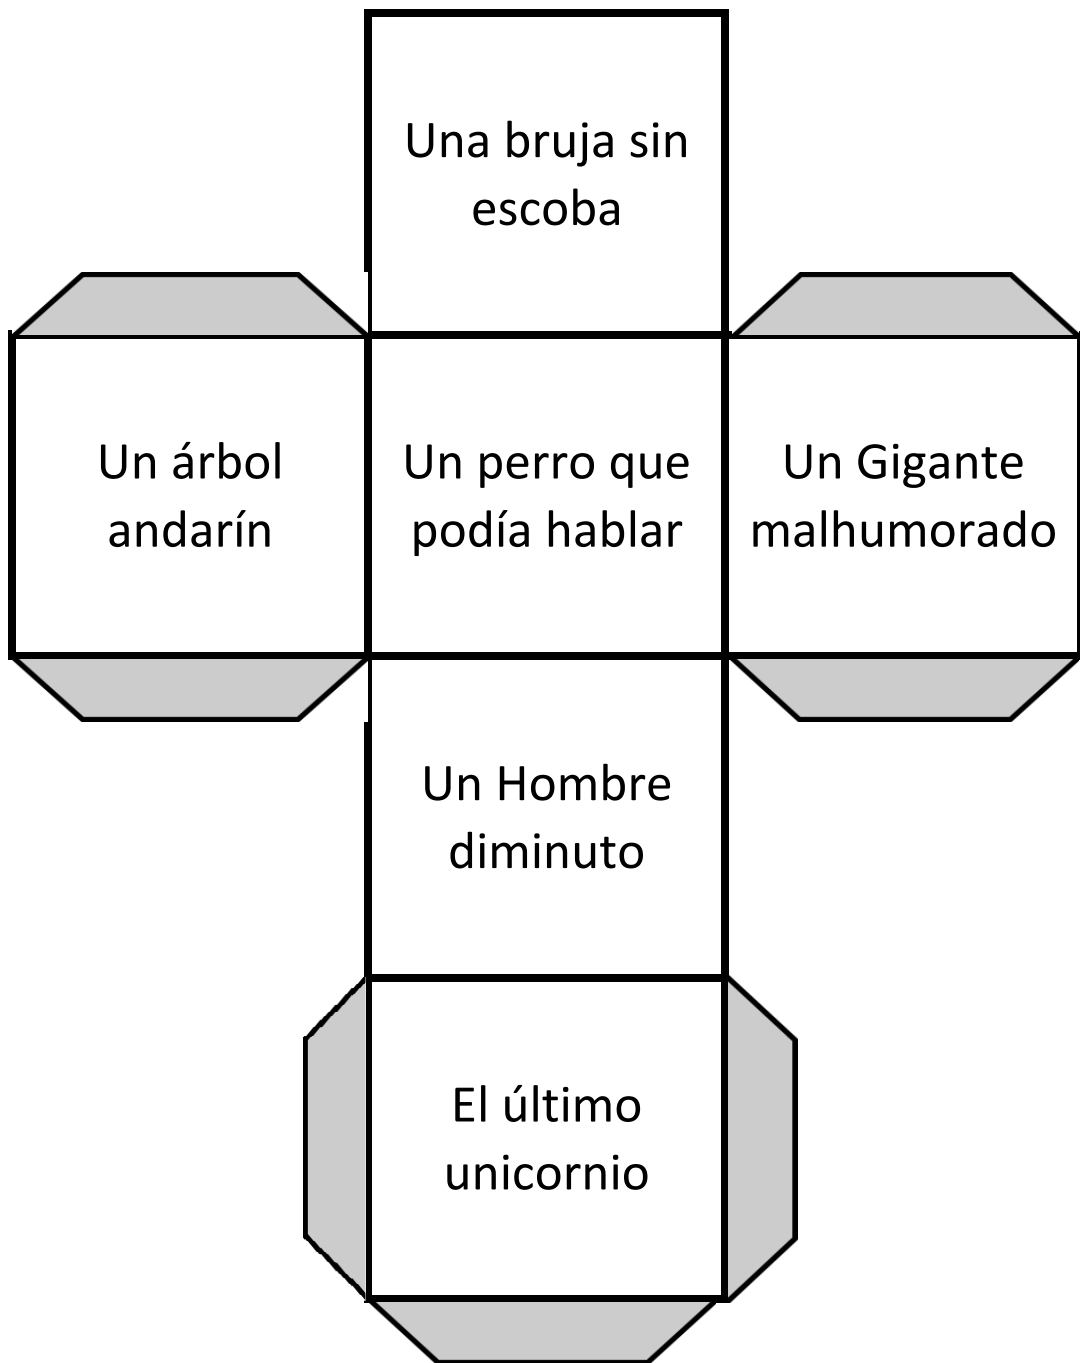 Una bruja sin
escoba
Un árbol
andarín
Un perro que
podía hablar
Un Gigante
malhumorado
Un Hombre
diminuto
El último
unicornio